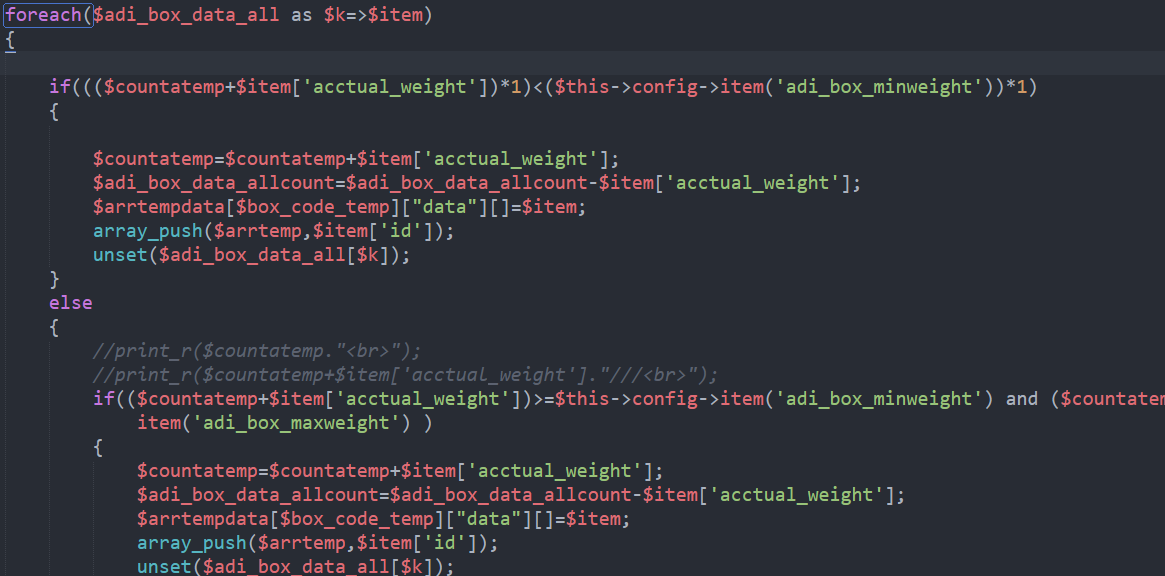 foreach($adi_box_data_all as $k=>$item)
{
if((($countatemp+$item['acctual_weight'])*1)<($this->config->item('adi_box_minweight'))*1)
{
$countatemp=$countatemp+$item['acctual_weight'];
$adi_box_data_allcount=$adi_box_data_allcount-$item['acctual_weight'];
$arrtempdata[$box_code_temp]["data"][]=$item;
array_push($arrtemp,$item['id']);
unset($adi_box_data_all[$k]);
}
else
{
//print_r($countatemp."<br>");
//print_r($countatemp+$item['acctual_weight']."///<br>");
if(($countatemp+$item['acctual_weight'])>=$this->config->item('adi_box_minweight') and ($countatem
item('adi_box_maxweight') )
{
$countatemp=$countatemp+$item['acctual_weight'];
$adi_box_data_allcount=$adi_box_data_allcount-$item['acctual_weight'];
$arrtempdata[$box_code_temp]["data"][]=$item;
array_push($arrtemp,$item['id']);
unset($adi_box_data_all[$k]);